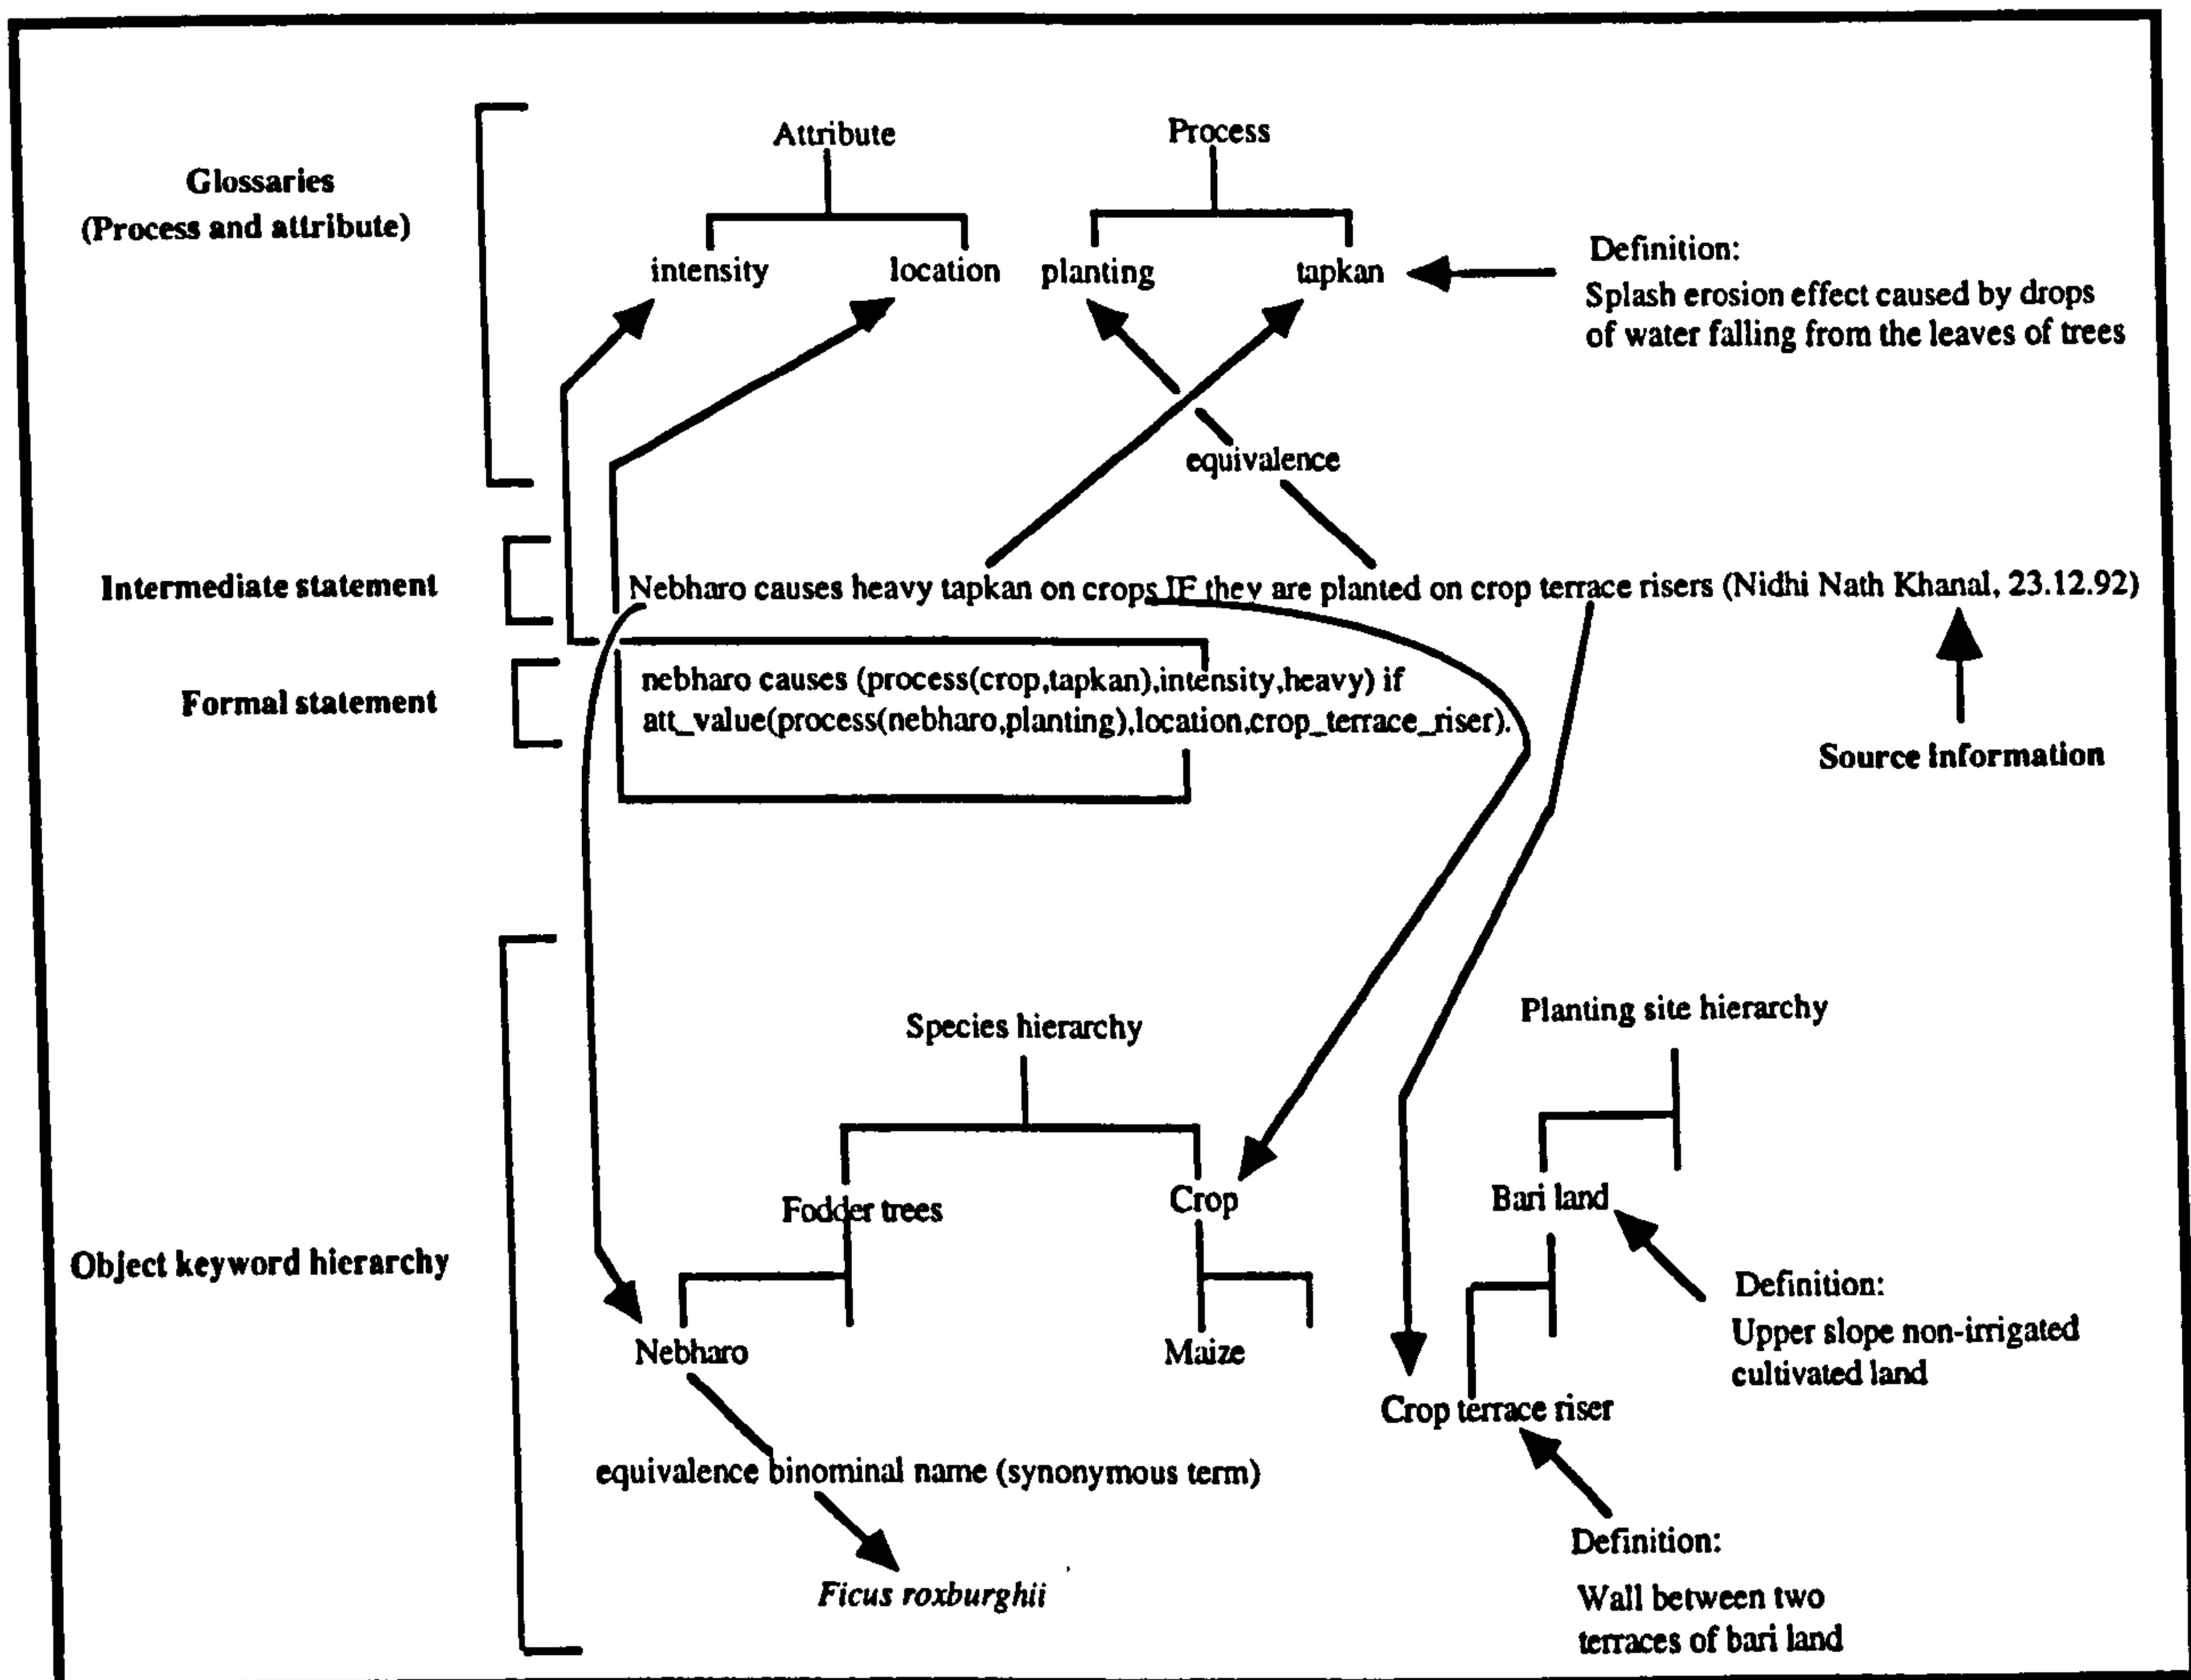 Attribute
Process
Glossaries
(Process and attribute)
intensity
location
planting
tapkan
Definition:
Splash erosion effect caused by drops
of water falling from the leaves of trees
equivalence
Intermediate statement
Nebharo causes heavy tapkan on crops IF they are planted on crop terrace risers (Nidhi Nath Khanal, 23.12.92)
Formal statement
nebharo causes (process(crop,tapkan),intensity,heavy) if
att_value(process(nebharo,planting),location,crop_terrace_riser).
Source Information
Object keyword hierarchy
Species hierarchy
Planting site hierarchy
Fodder trees
Crop
Bari land
Nebharo
Maize
Definition:
Upper slope non-irrigated
cultivated land
Crop terrace riser
equivalence binominal name (synonymous term)
Ficus roxburghii
Definition:
Wall between two
terraces of bari land